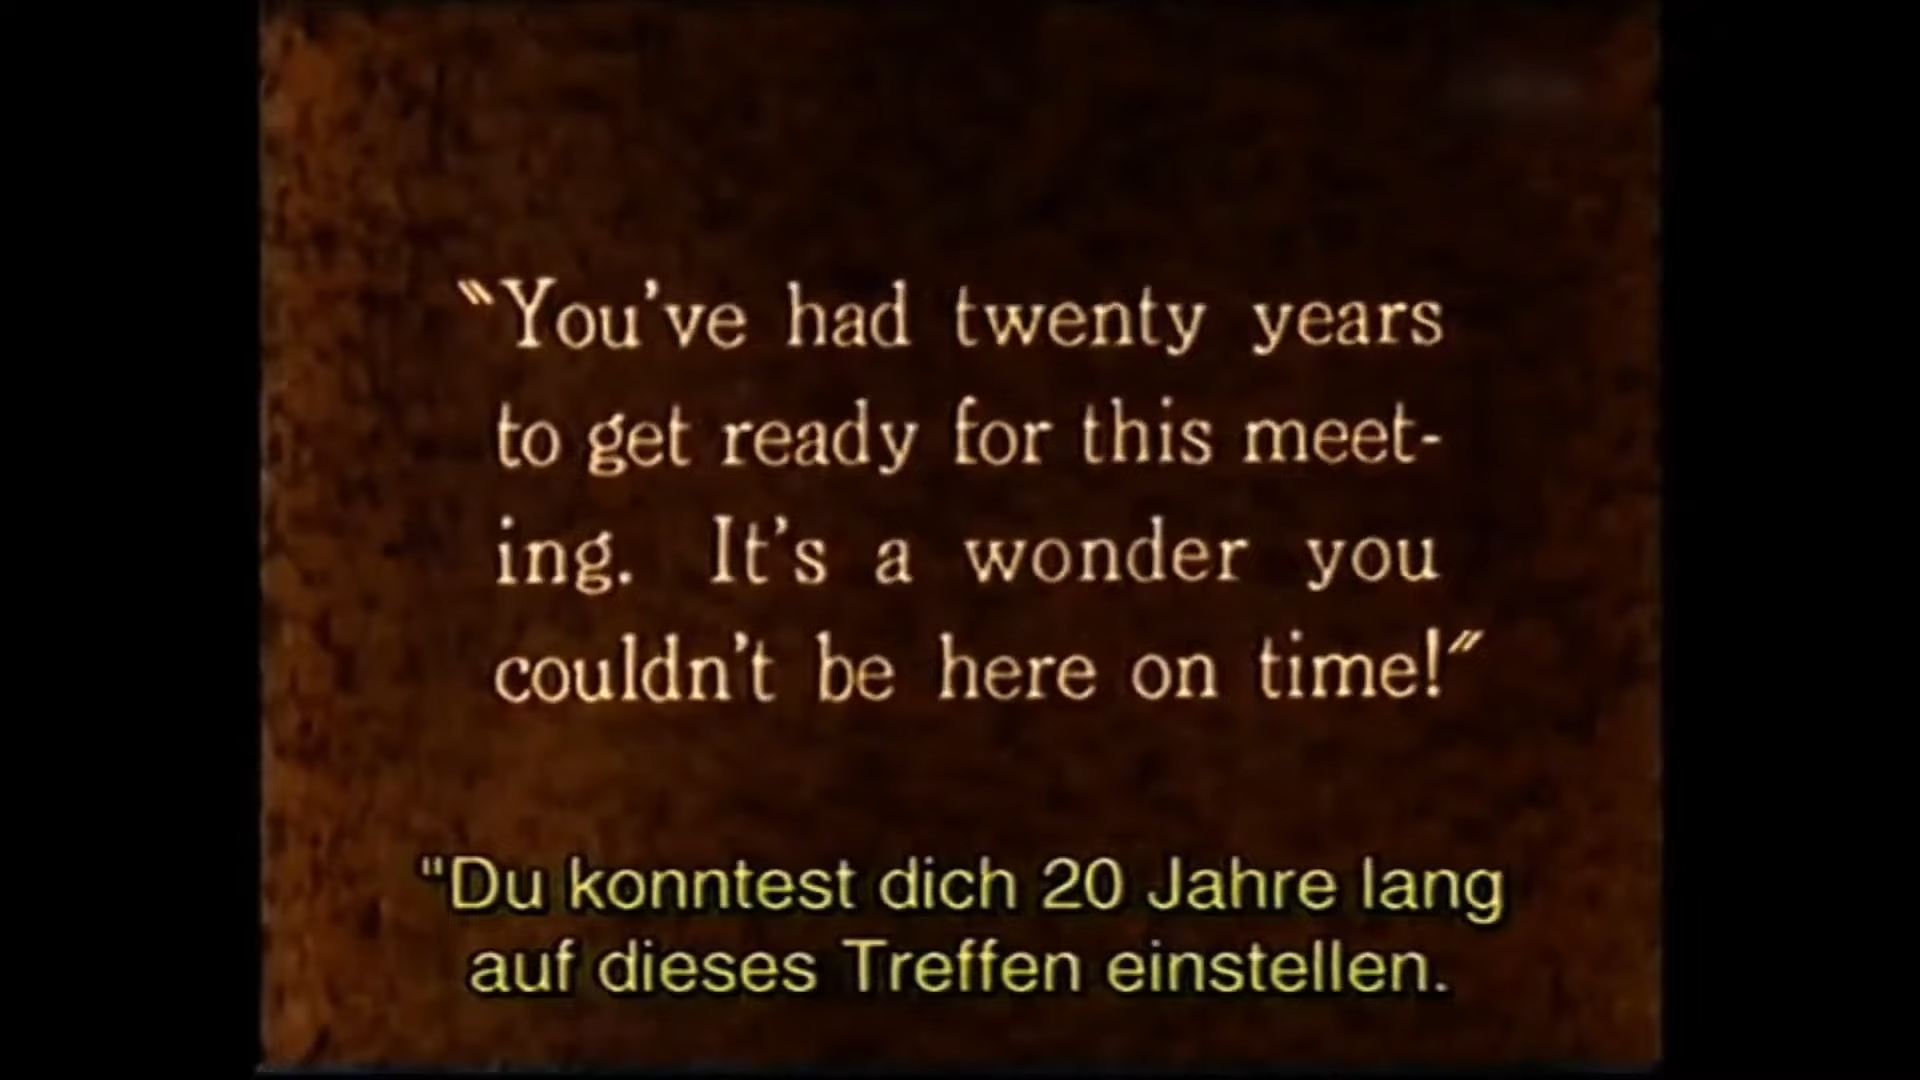 "You've had twenty years
to get ready for this meet-
ing. It's a wonder you
couldn't be here on time!"
"Du konntest dich 20 Jahre lang
auf dieses Treffen einstellen.